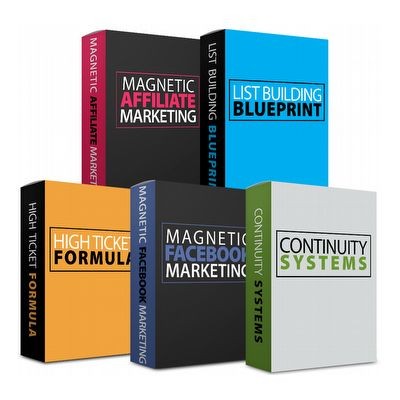 MAGNETIC AFFILIATE MARKETING
MAGNETIC
AFFILIATE
MARKETING
LIST BUILDING BLUEPRINT
LIST BUILDING
BLUEPRINT
HIGH TICKET FORMULA
HIGH TICKET
FORMULA
MAGNETIC FACEBOOK MARKETING
MAGNETIC
FACEBOOK
MARKETING
CONTINUITY SYSTEMS
CONTINUITY
SYSTEMS